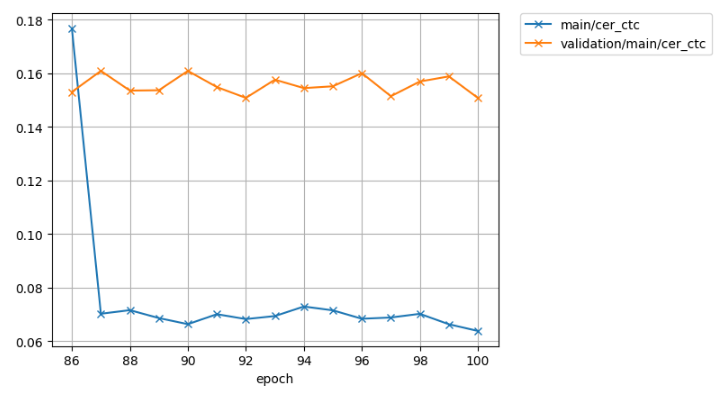 main/cer_ctc
validation/main/cer_ctc
0.18
0.16
0.14
0.12
0.10
0.08
0.06
86 88 90 92 94 96 98 100
epoch